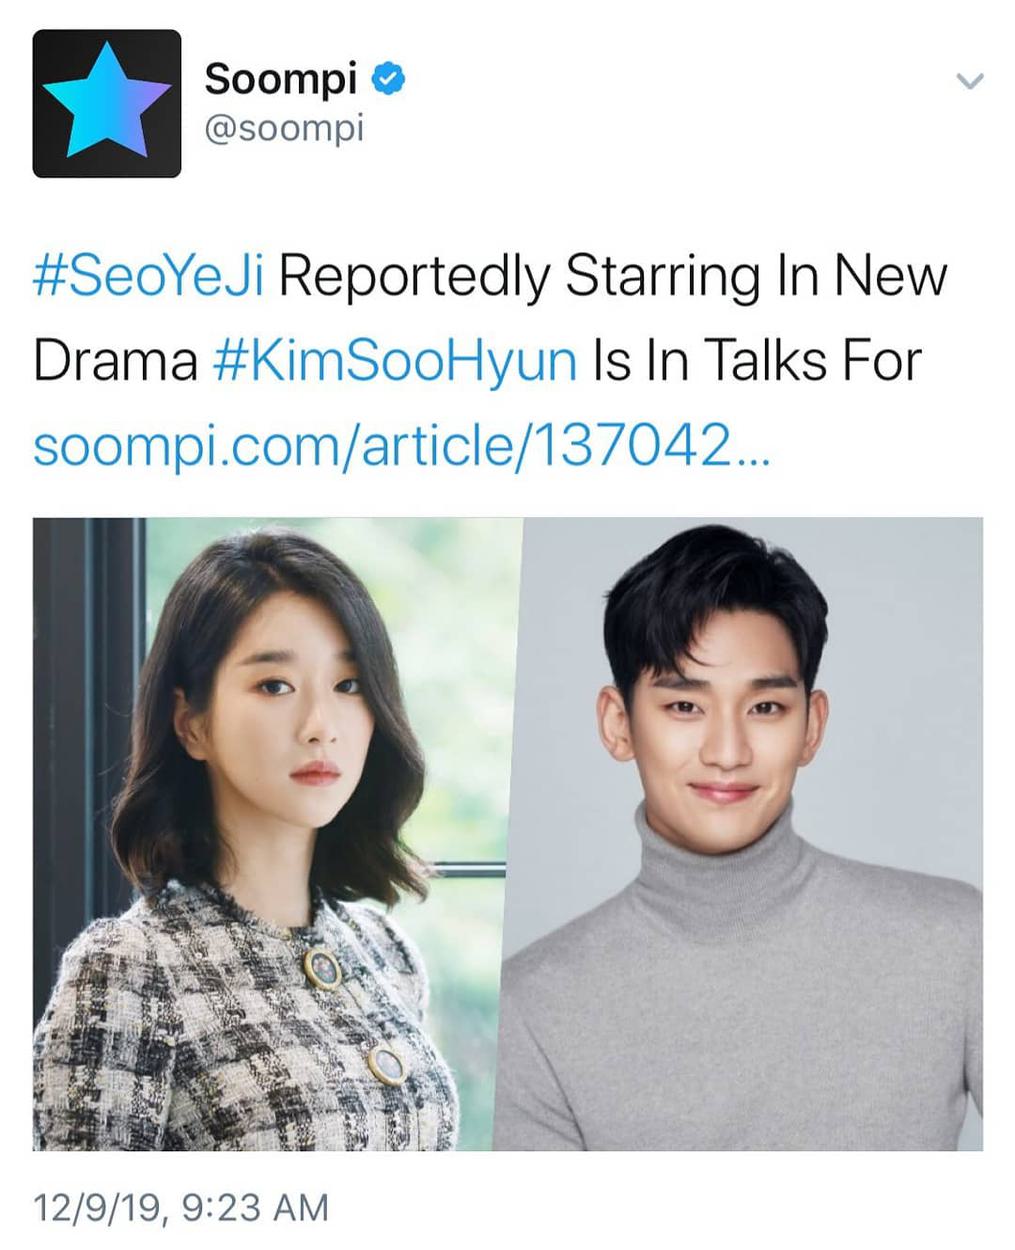 Soompi
@soompi
#SeoYeJi Reportedly Starring In New
Drama #KimSooHyun Is In Talks For
soompi.com/article/137042...
12/9/19, 9:23 AM